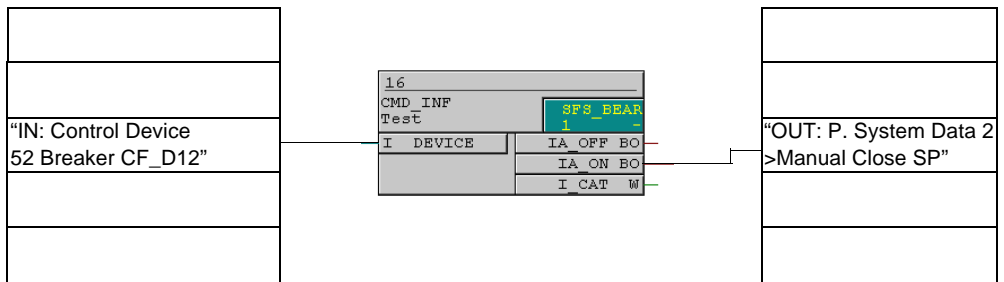 “IN: Control Device
52 Breaker CF_D12”
16
CMD_INF
Test
SFS_BEAR
1 -
I DEVICE
IA_OFF BO
IA_ON BO
I_CAT W
“OUT: P. System Data 2
>Manual Close SP”